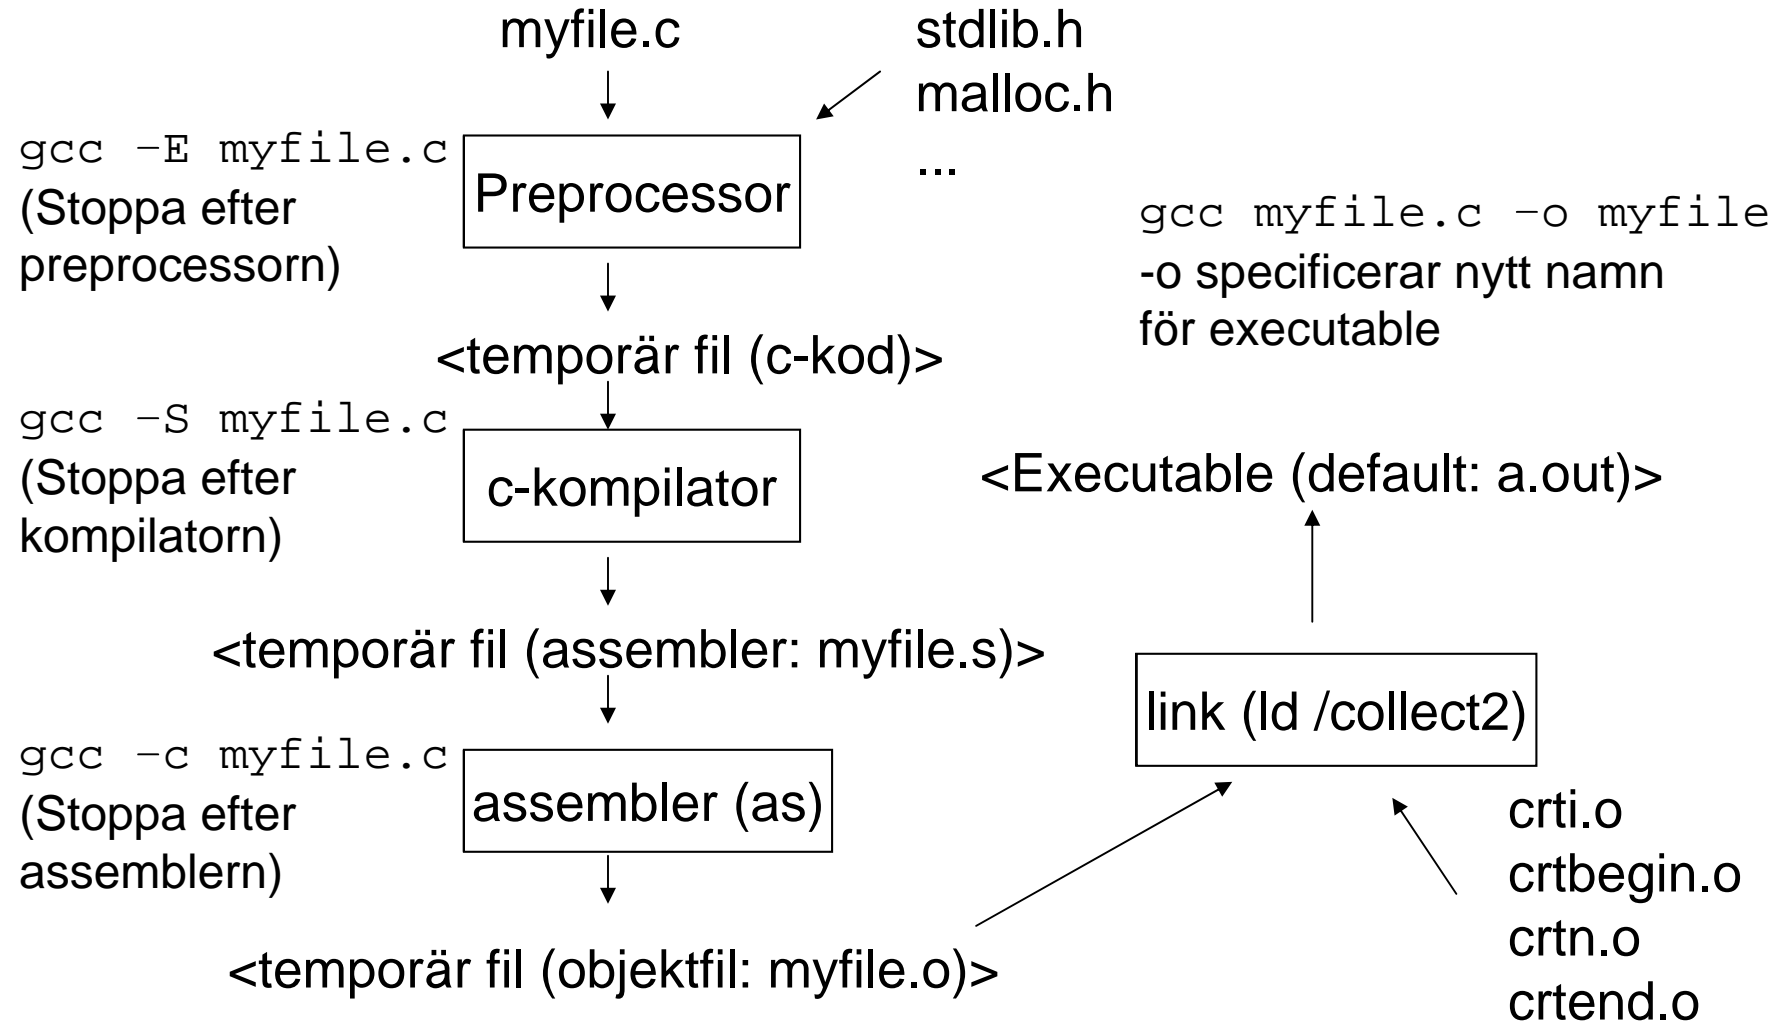 myfile.c
stdlib.h
malloc.h
...
gcc –E myfile.c
(Stoppa efter
preprocessorn)
Preprocessor
gcc myfile.c –o myfile
-o specificerar nytt namn
för executable
<temporär fil (c-kod)>
gcc –S myfile.c
(Stoppa efter
kompilatorn)
c-kompilator
<Executable (default: a.out)>
<temporär fil (assembler: myfile.s)>
link (ld /collect2)
gcc –c myfile.c
(Stoppa efter
assemblern)
assembler (as)
crti.o
crtbegin.o
crtn.o
crtend.o
<temporär fil (objektfil: myfile.o)>